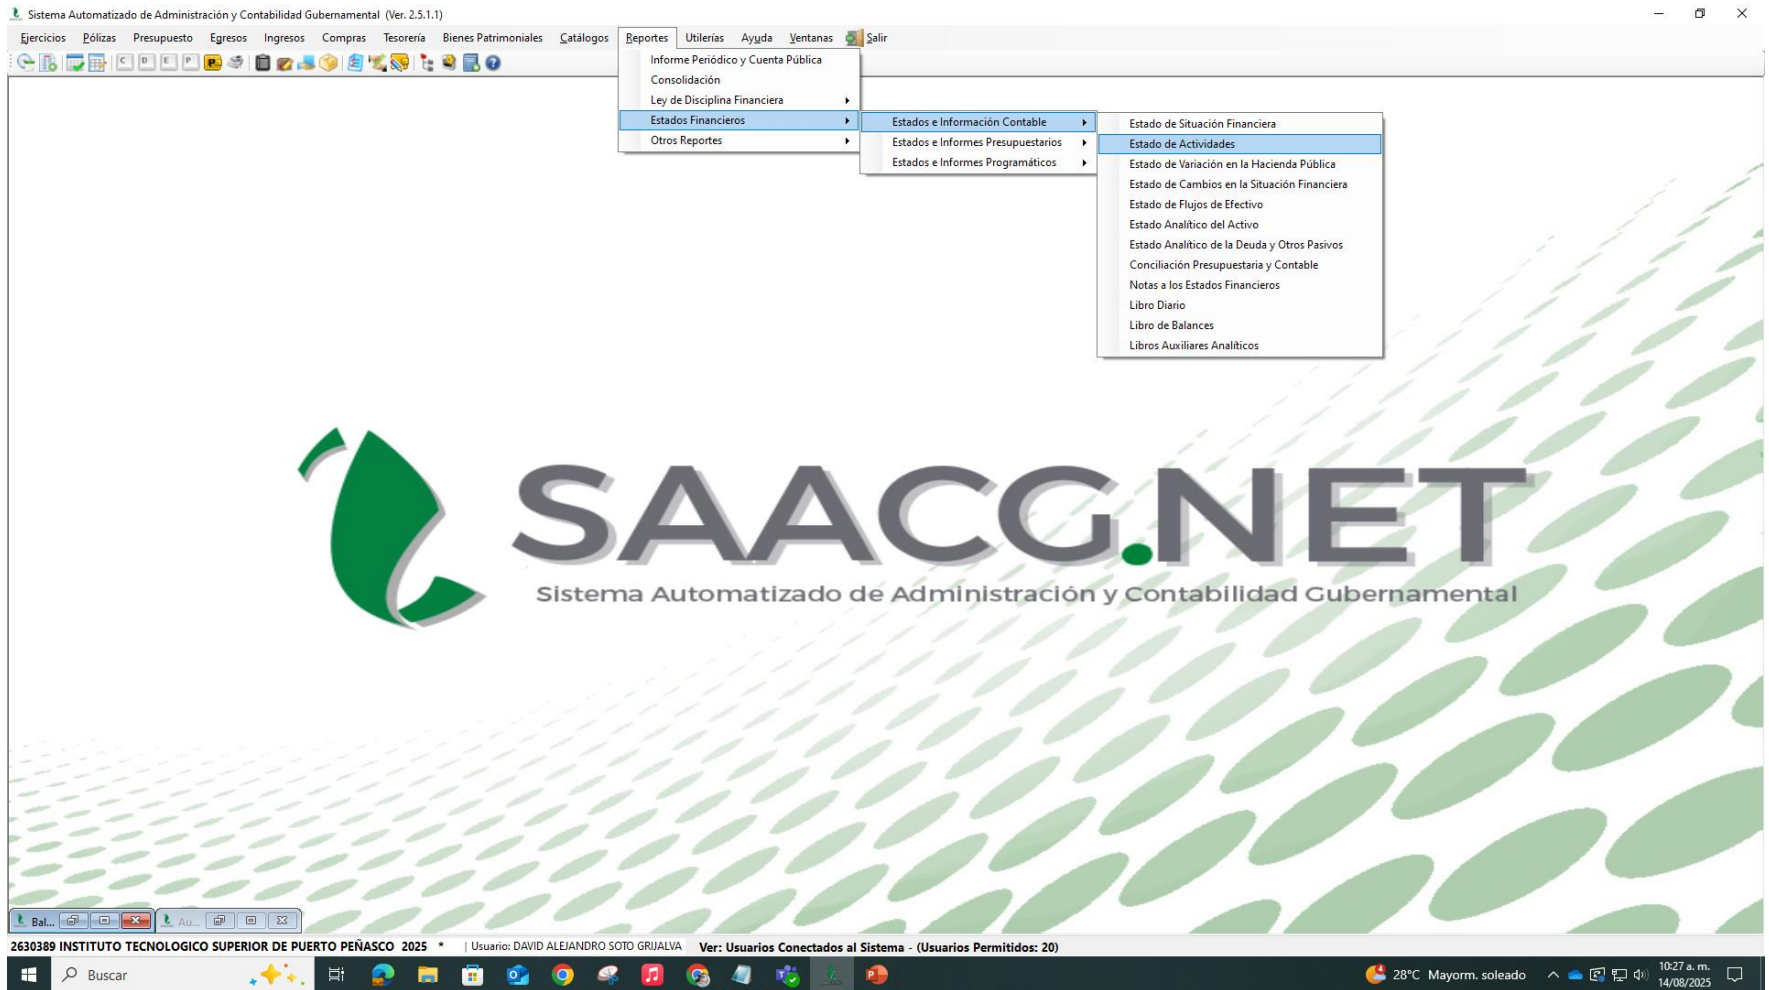 Sistema Automatizado de Administración y Contabilidad Gubernamental (Ver. 2.5.1.1)
Ejercicios Pólizas Presupuesto Egresos Ingresos Compras Tesorería Bienes Patrimoniales Catálogos Reportes Utilerías Ayuda Ventanas Salir
C D E P
Informe Periódico y Cuenta Pública
Consolidación
Ley de Disciplina Financiera
Estados Financieros
Otros Reportes
Estados e Información Contable
Estados e Informes Presupuestarios
Estados e Informes Programáticos
Estado de Situación Financiera
Estado de Actividades
Estado de Variación en la Hacienda Pública
Estado de Cambios en la Situación Financiera
Estado de Flujos de Efectivo
Estado Analítico del Activo
Estado Analítico de la Deuda y Otros Pasivos
Conciliación Presupuestaria y Contable
Notas a los Estados Financieros
Libro Diario
Libro de Balances
Libros Auxiliares Analíticos
SAACG.NET
Sistema Automatizado de Administración y Contabilidad Gubernamental
Bal... Au...
2630389 INSTITUTO TECNOLOGICO SUPERIOR DE PUERTO PEÑASCO 2025 * | Usuario: DAVID ALEJANDRO SOTO GRIJALVA Ver: Usuarios Conectados al Sistema - (Usuarios Permitidos: 20)
Buscar
28°C Mayorm. soleado
10:27 a. m.
14/08/2025